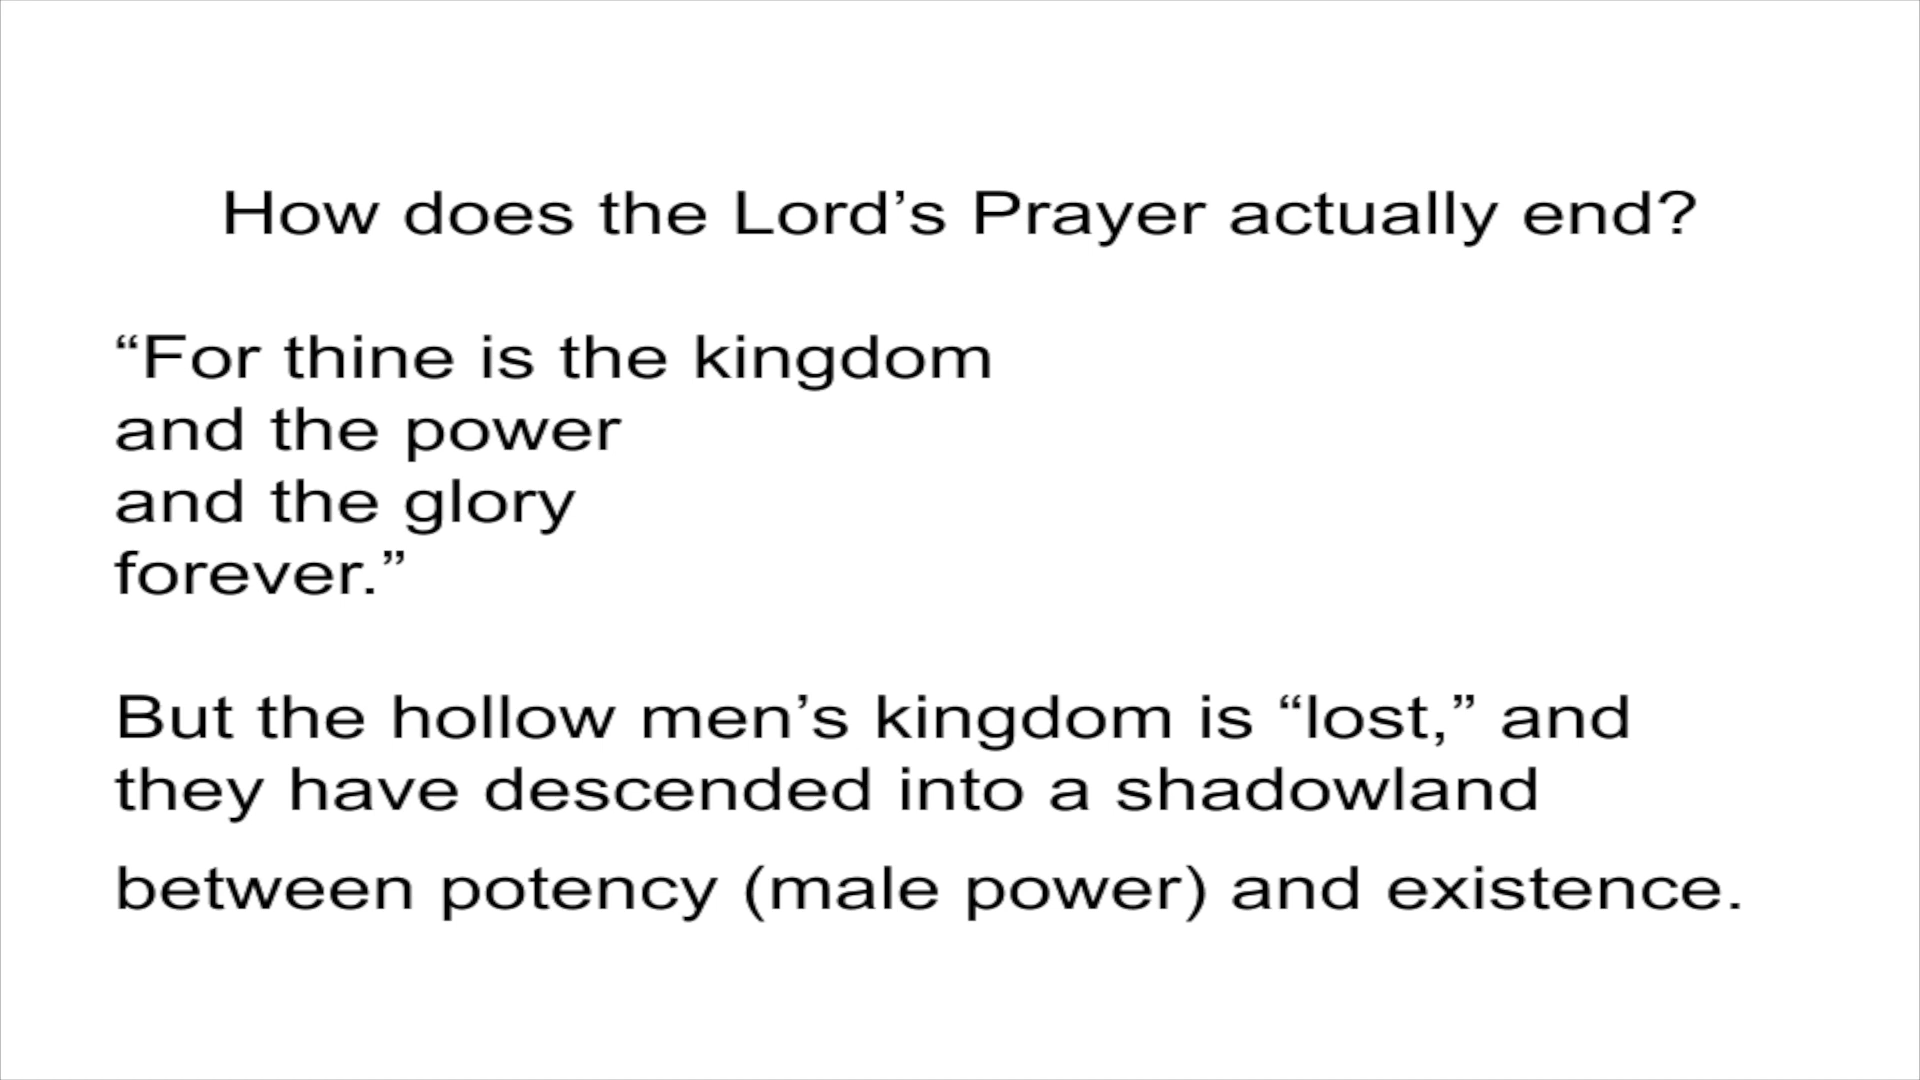 How does the Lord’s Prayer actually end?
“For thine is the kingdom
and the power
and the glory
forever.”
But the hollow men’s kingdom is “lost,” and
they have descended into a shadowland
between potency (male power) and existence.